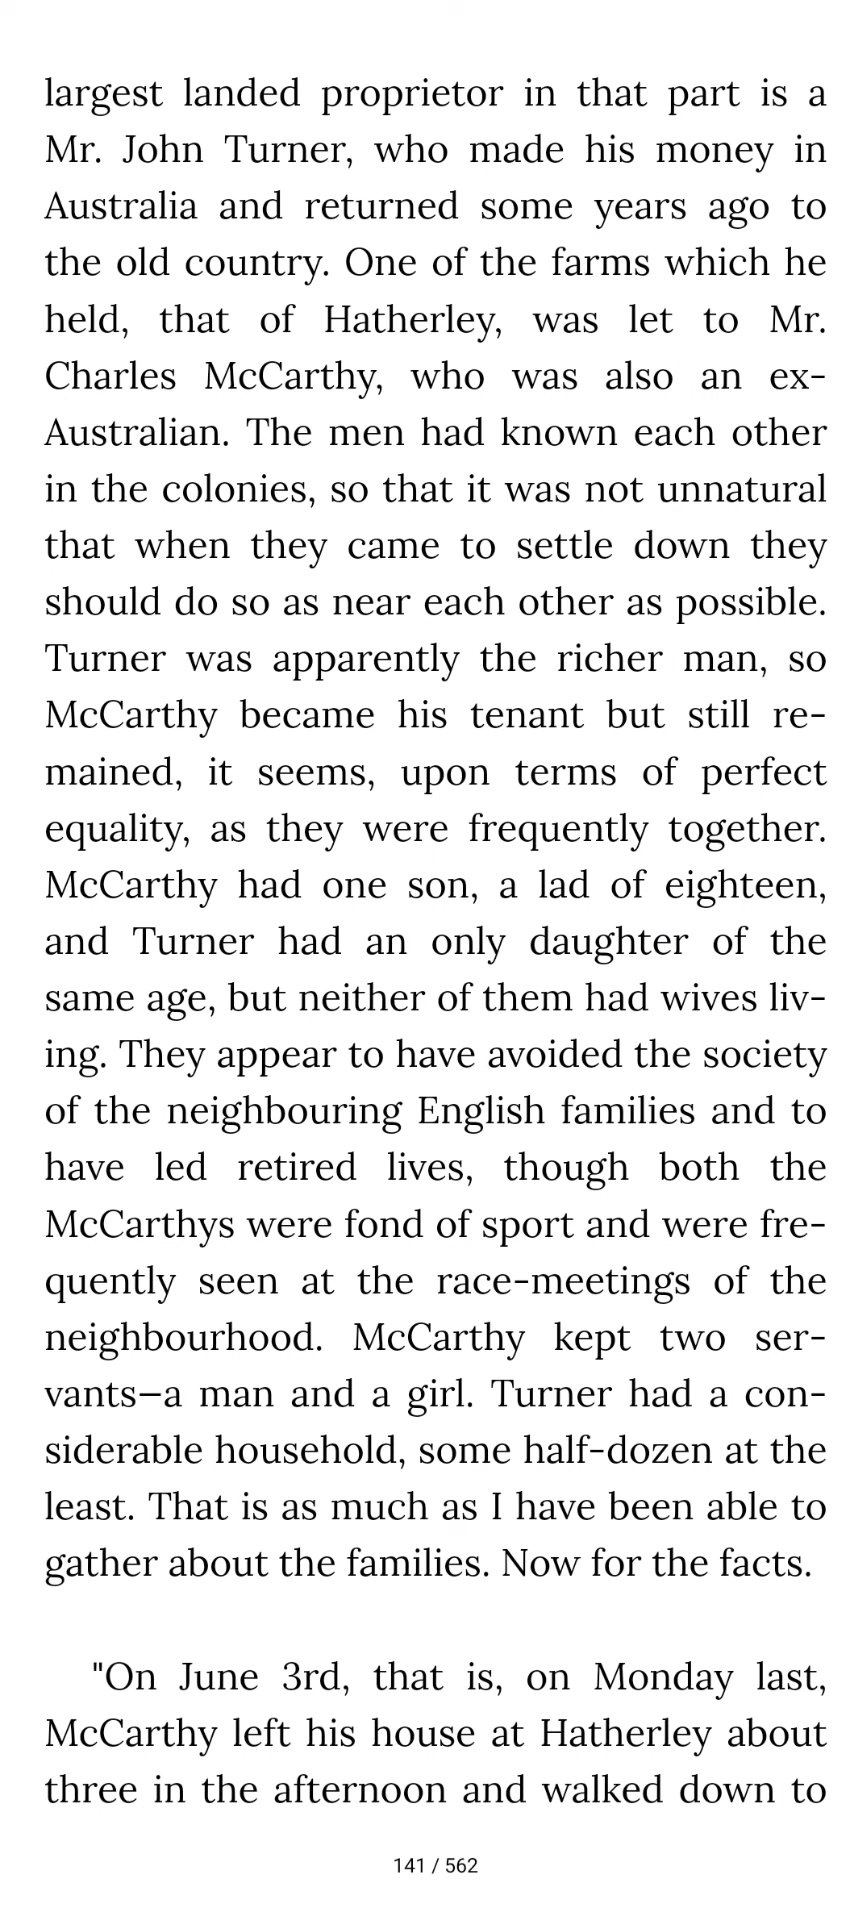 largest landed proprietor in that part is a
Mr. John Turner, who made his money in
Australia and returned some years ago to
the old country. One of the farms which he
held, that of Hatherley, was let to Mr.
Charles McCarthy, who was also an ex-
Australian. The men had known each other
in the colonies, so that it was not unnatural
that when they came to settle down they
should do so as near each other as possible.
Turner was apparently the richer man, so
McCarthy became his tenant but still re-
mained, it seems, upon terms of perfect
equality, as they were frequently together.
McCarthy had one son, a lad of eighteen,
and Turner had an only daughter of the
same age, but neither of them had wives liv-
ing. They appear to have avoided the society
of the neighbouring English families and to
have led retired lives, though both the
McCarthys were fond of sport and were fre-
quently seen at the race-meetings of the
neighbourhood. McCarthy kept two ser-
vants—a man and a girl. Turner had a con-
siderable household, some half-dozen at the
least. That is as much as I have been able to
gather about the families. Now for the facts.
"On June 3rd, that is, on Monday last,
McCarthy left his house at Hatherley about
three in the afternoon and walked down to
141 / 562